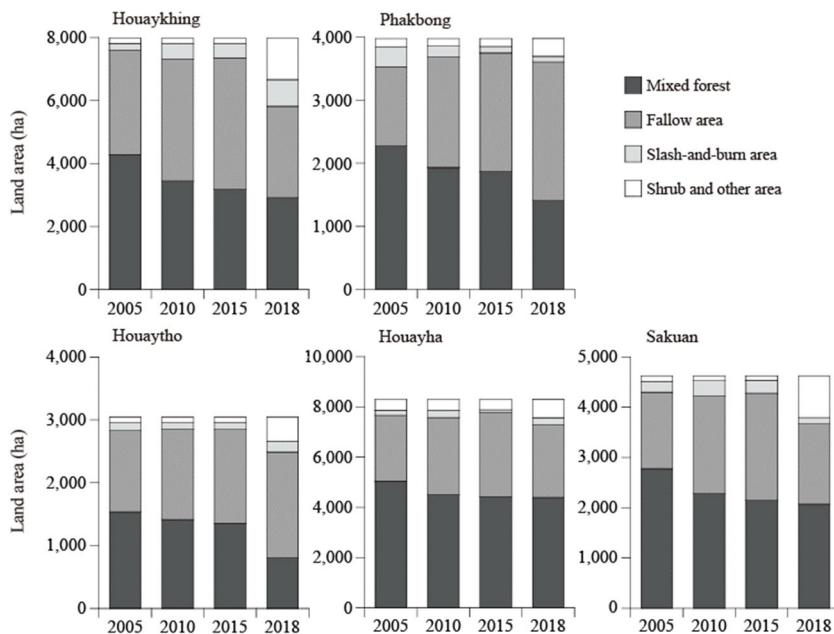 Houaykhing
Phakbong
8,000
6,000
4,000
2,000
0
Land area (ha)
2005 2010 2015 2018
4,000
3,000
2,000
1,000
0
2005 2010 2015 2018
Mixed forest
Fallow area
Slash-and-burn area
Shrub and other area
Houaytho
Houayha
Sakuan
4,000
3,000
2,000
1,000
0
Land area (ha)
2005 2010 2015 2018
10,000
8,000
6,000
4,000
2,000
0
2005 2010 2015 2018
5,000
4,000
3,000
2,000
1,000
0
2005 2010 2015 2018